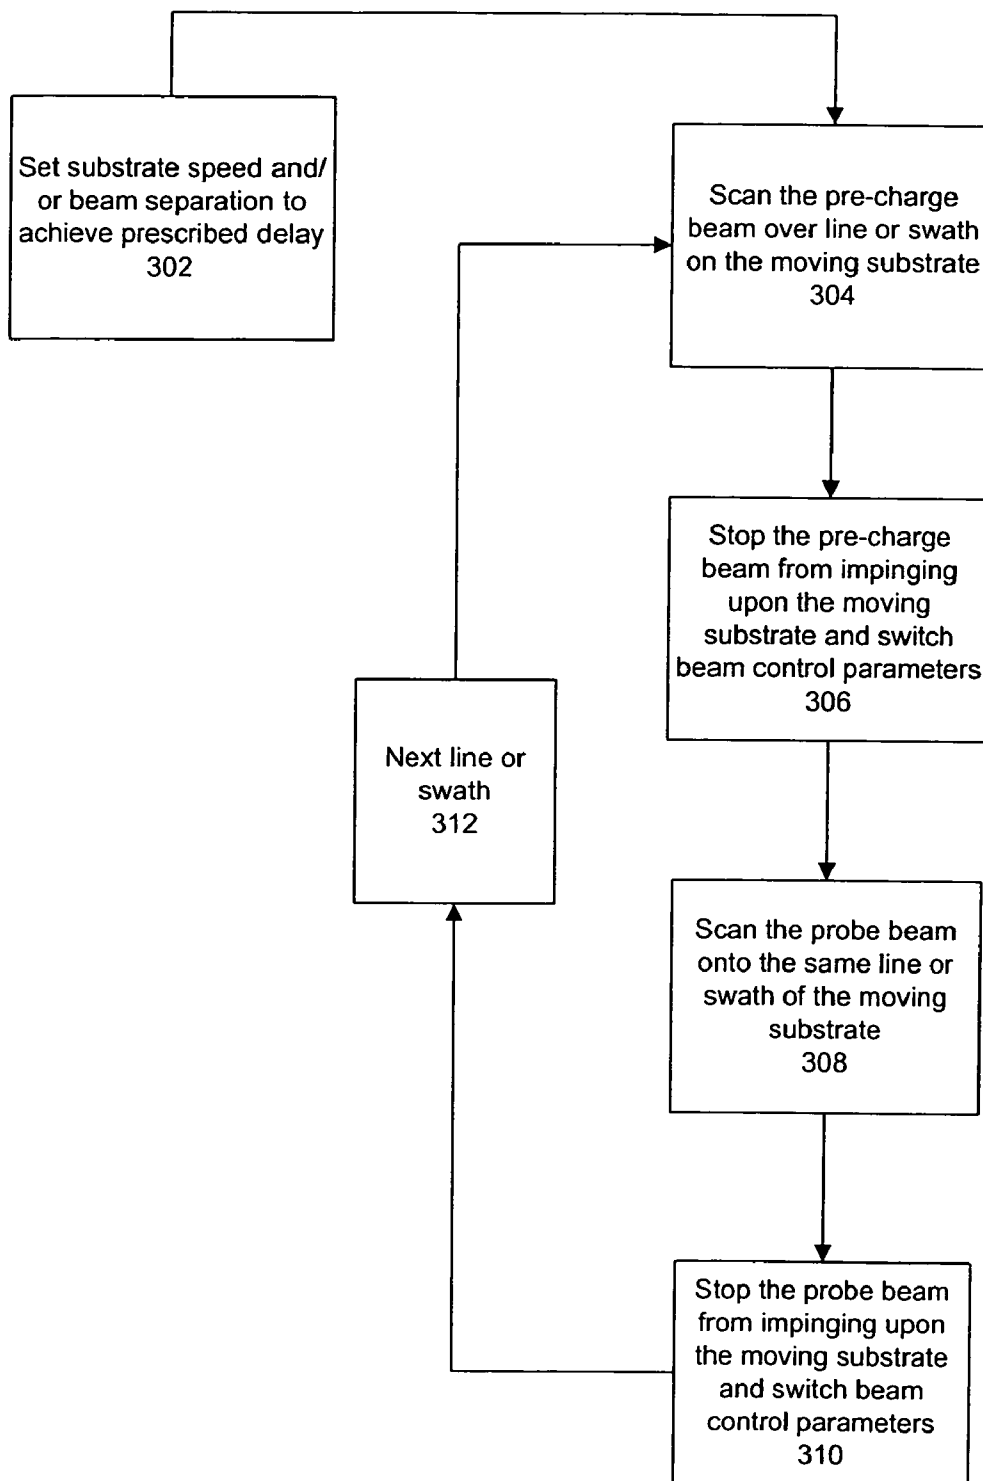 Set substrate speed and/
or beam separation to
achieve prescribed delay
302
Scan the pre-charge
beam over line or swath
on the moving substrate
304
Stop the pre-charge
beam from impinging
upon the moving
substrate and switch
beam control parameters
306
Scan the probe beam
onto the same line or
swath of the moving
substrate
308
Stop the probe beam
from impinging upon
the moving substrate
and switch beam
control parameters
310
Next line or
swath
312